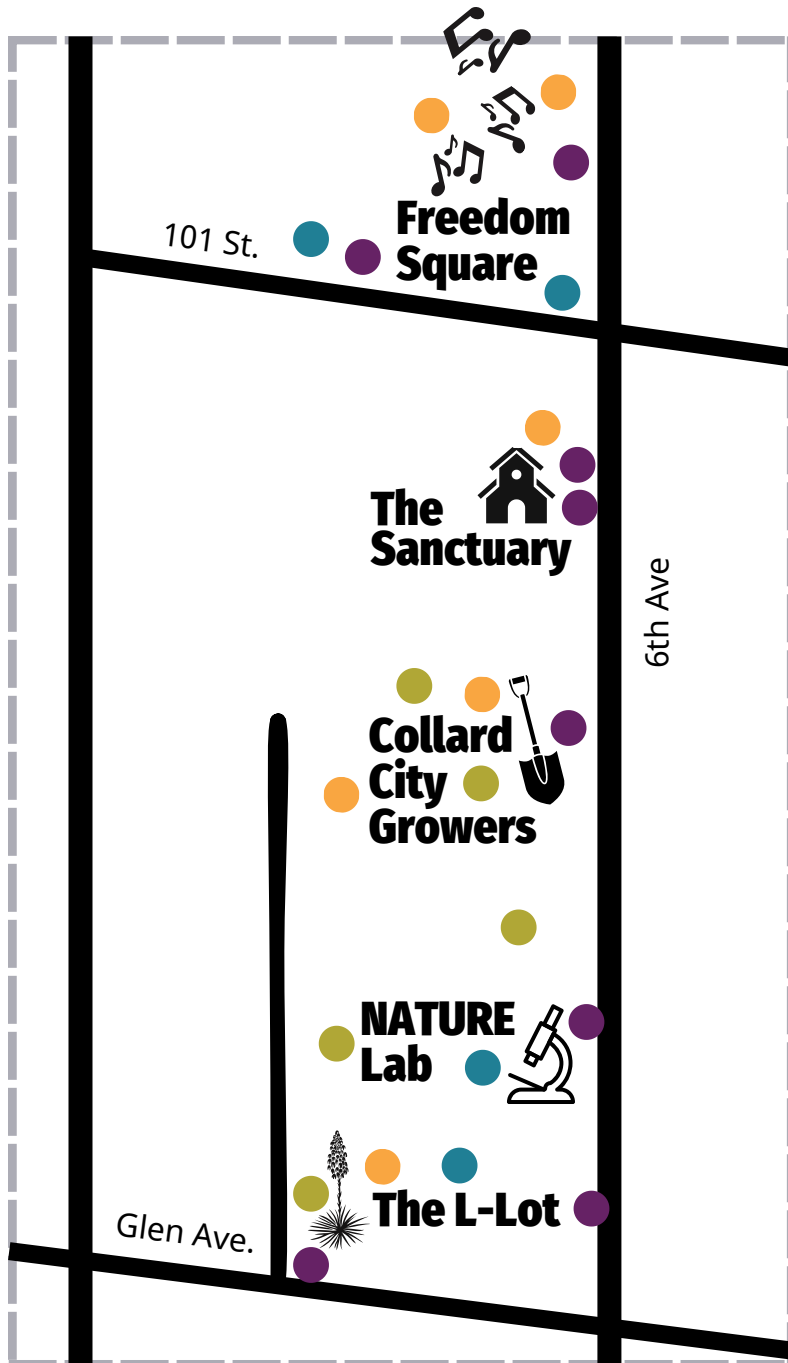 101 St.
Freedom
Square
The
Sanctuary
6th Ave
Collard
City
Growers
NATURE
Lab
The L-Lot
Glen Ave.